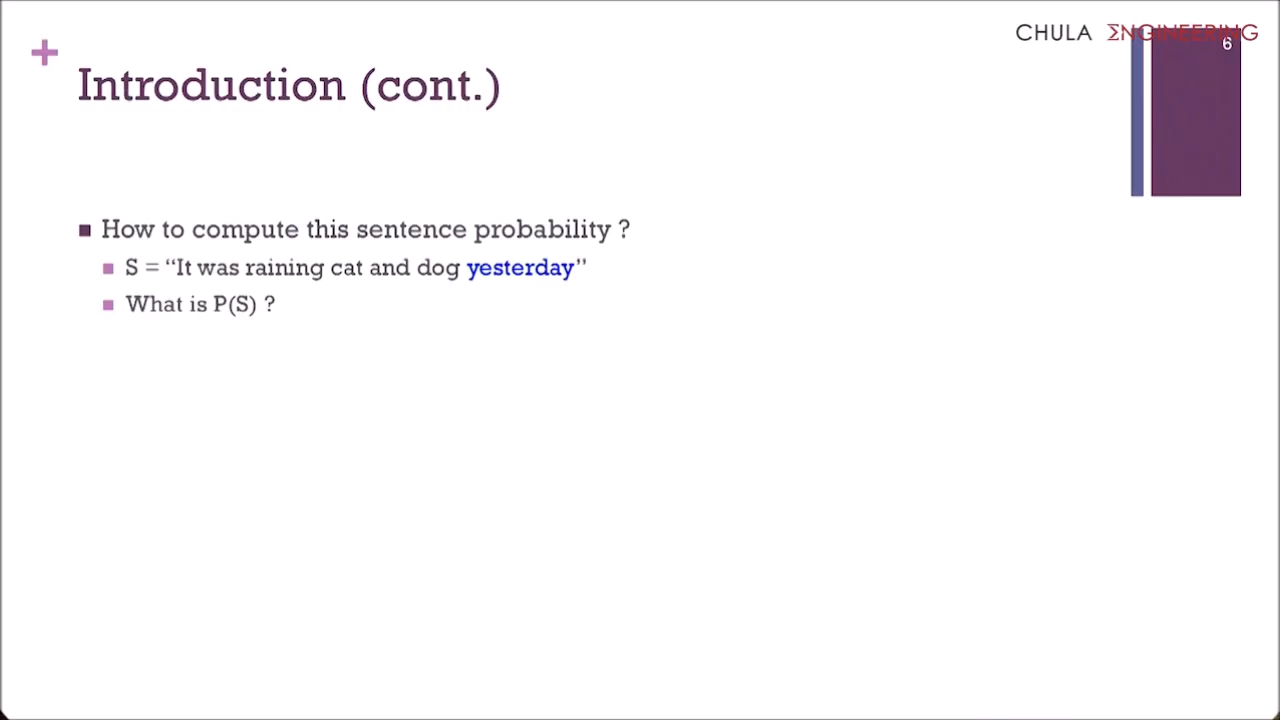 CHULA ΣNGINEERING
6
Introduction (cont.)
How to compute this sentence probability ?
S = “It was raining cat and dog yesterday”
What is P(S) ?